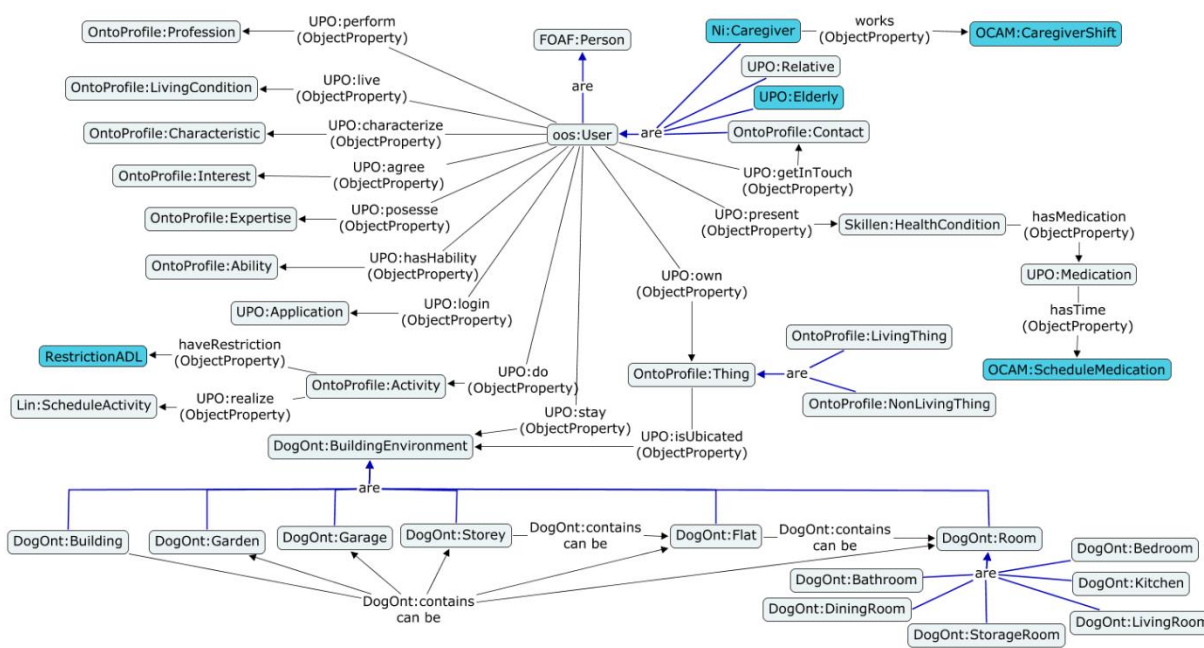 UPO:perform
(ObjectProperty)
OntoProfile:Profession
FOAF:Person
Ni:Caregiver
works
(ObjectProperty)
OCAM:CaregiverShift
UPO:Relative
are
UPO:live
(ObjectProperty)
OntoProfile:LivingCondition
UPO:Elderly
oos:User
are
OntoProfile:Contact
UPO:characterize
(ObjectProperty)
OntoProfile:Characteristic
UPO:agree
(ObjectProperty)
OntoProfile:Interest
UPO:getInTouch
(ObjectProperty)
UPO:posesse
(ObjectProperty)
OntoProfile:Expertise
UPO:present
(ObjectProperty)
Skillen:HealthCondition
hasMedication
(ObjectProperty)
UPO:hasHability
(ObjectProperty)
OntoProfile:Ability
UPO:own
(ObjectProperty)
UPO:Medication
UPO:login
(ObjectProperty)
UPO:Application
hasTime
(ObjectProperty)
haveRestriction
(ObjectProperty)
RestrictionADL
OntoProfile:LivingThing
UPO:do
(ObjectProperty)
OntoProfile:Activity
OntoProfile:Thing
are
OCAM:ScheduleMedication
UPO:realize
(ObjectProperty)
Lin:ScheduleActivity
OntoProfile:NonLivingThing
UPO:stay
(ObjectProperty)
UPO:isUbicated
(ObjectProperty)
DogOnt:BuildingEnvironment
are
DogOnt:Building
DogOnt:Garden
DogOnt:Garage
DogOnt:Storey
DogOnt:contains
can be
DogOnt:Flat
DogOnt:contains
can be
DogOnt:Room
DogOnt:Bedroom
are
DogOnt:Bathroom
DogOnt:Kitchen
DogOnt:contains
can be
DogOnt:DiningRoom
DogOnt:LivingRoom
DogOnt:StorageRoom